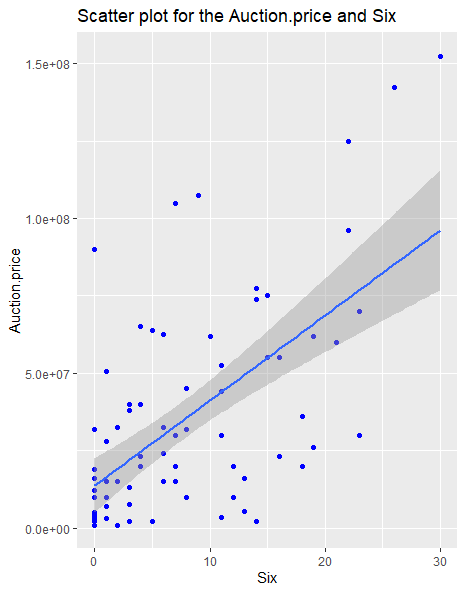 Scatter plot for the Auction.price and Six
1.5e+08
1.0e+08
5.0e+07
0.0e+00
Auction.price
0 10 20 30
Six